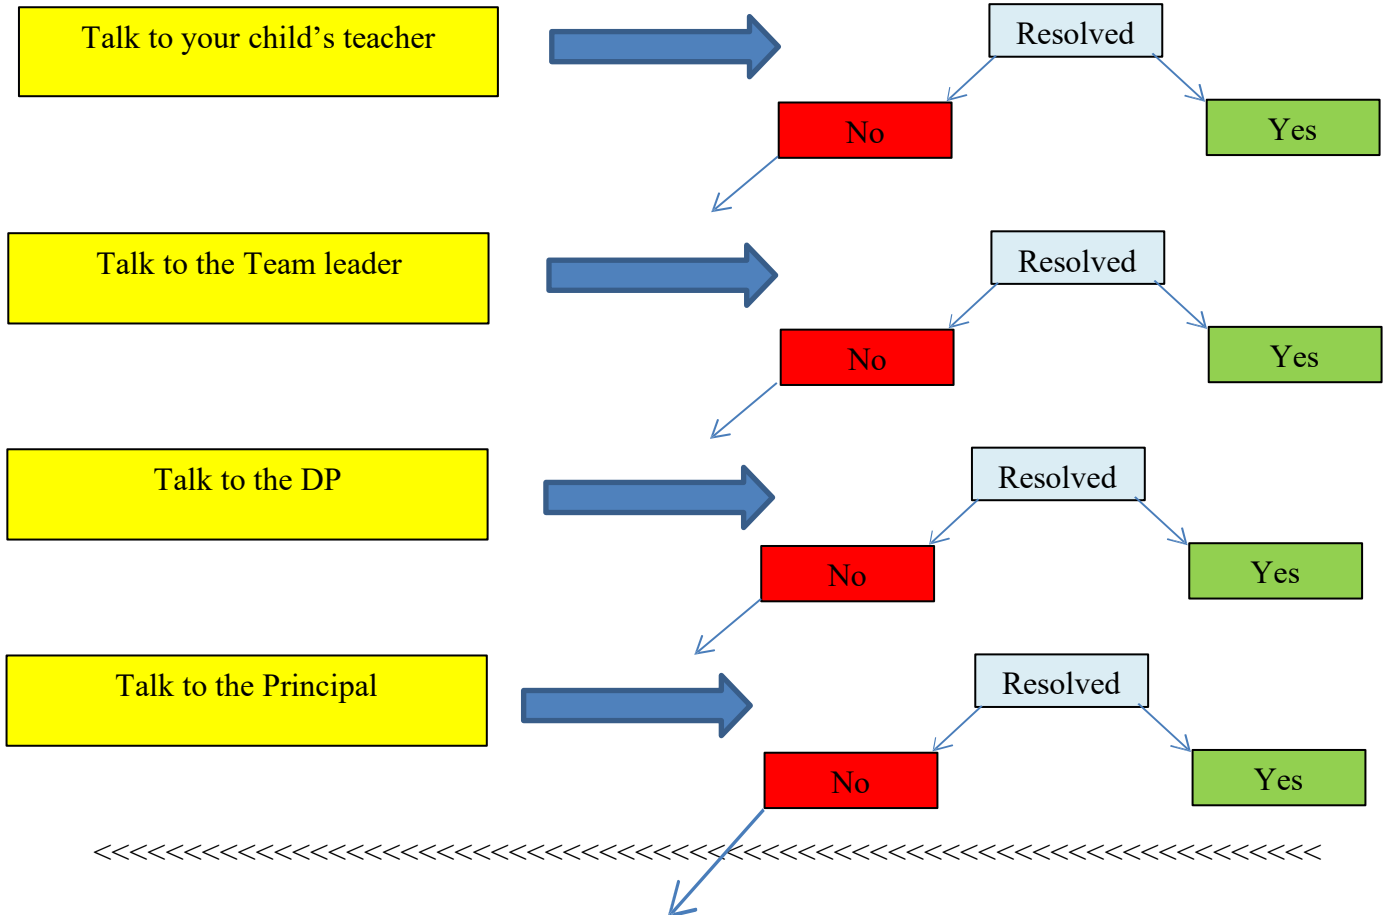 Talk to your child’s teacher
Resolved
No
Yes
Talk to the Team leader
Resolved
No
Yes
Talk to the DP
Resolved
No
Yes
Talk to the Principal
Resolved
No
Yes
<<<<<<<<<<<<<<<<<<<<<<<<<<<<<<<<<<<<<<<<<<<<<<<<<<<<<<<<<<<<<<<<<<<<